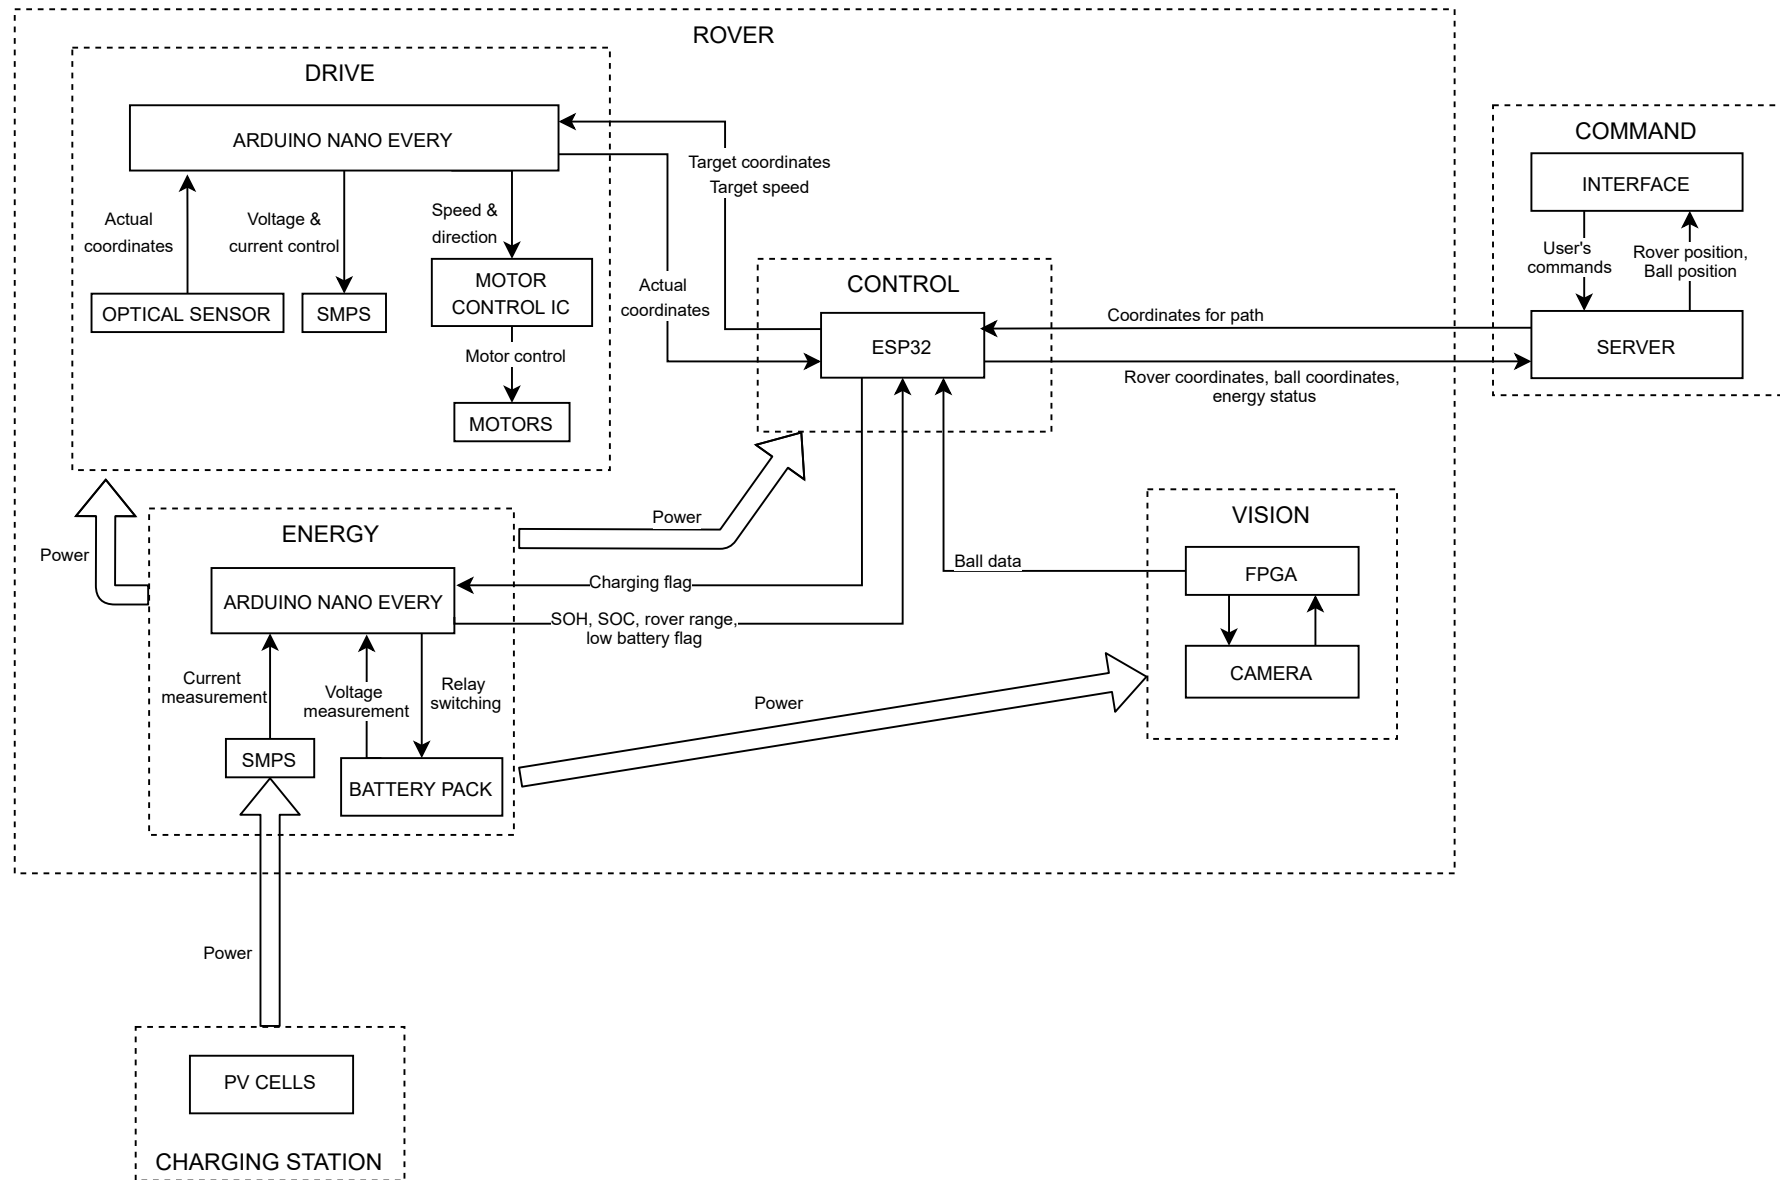 ROVER
DRIVE
ARDUINO NANO EVERY
Target coordinates
Target speed
Actual
coordinates
Voltage &
current control
Speed &
direction
OPTICAL SENSOR
SMPS
MOTOR
CONTROL IC
Motor control
MOTORS
Actual
coordinates
CONTROL
ESP32
COMMAND
INTERFACE
User's
commands
Rover position,
Ball position
SERVER
Coordinates for path
Rover coordinates, ball coordinates,
energy status
Power
Power
ENERGY
ARDUINO NANO EVERY
Charging flag
SOH, SOC, rover range,
low battery flag
Current
measurement
Voltage
measurement
Relay
switching
SMPS
BATTERY PACK
Ball data
VISION
FPGA
CAMERA
Power
Power
PV CELLS
CHARGING STATION